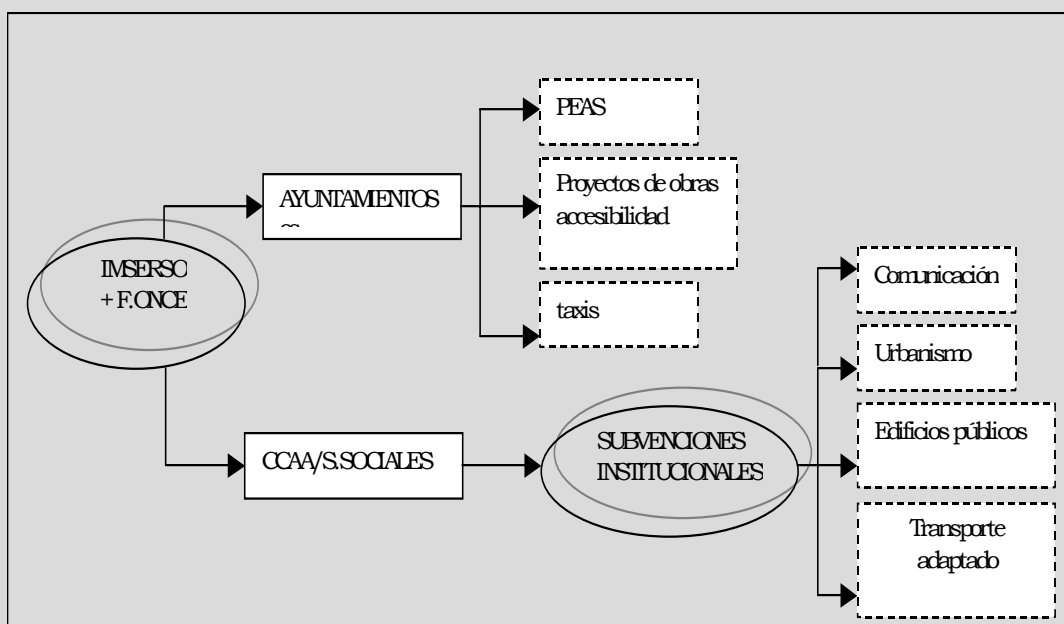 PEAS
Proyectos de obras
accesibilidad
AYUNTAMIENTOS
taxis
IMSERSO
+ F.ONCE
Comunicación
Urbanismo
Edificios públicos
Transporte
adaptado
CCAA/S.SOCIALES
SUBVENCIONES
INSTITUCIONALES